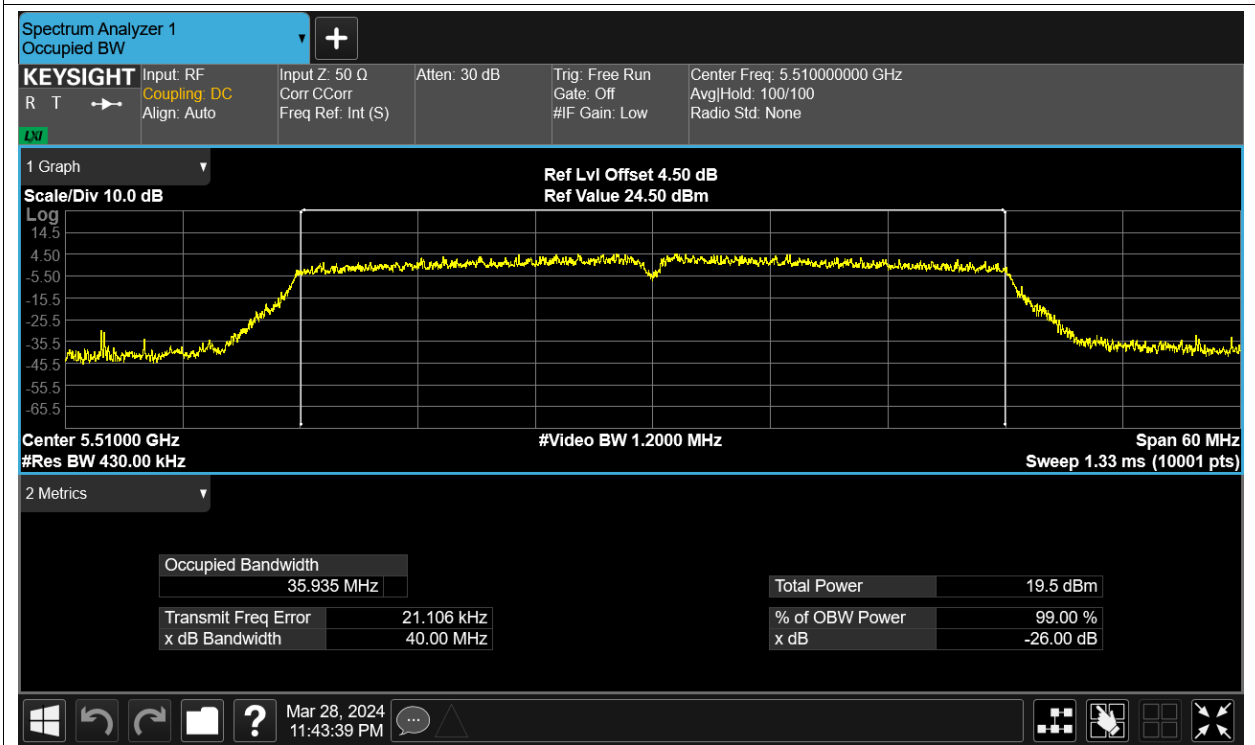 Spectrum Analyzer 1
Occupied BW
KEYSIGHT
R T
LXI
Input: RF
Coupling: DC
Align: Auto
Input Z: 50 Ω
Corr CCorr
Freq Ref: Int (S)
Atten: 30 dB
Trig: Free Run
Gate: Off
#IF Gain: Low
Center Freq: 5.510000000 GHz
Avg|Hold: 100/100
Radio Std: None
1 Graph
Scale/Div 10.0 dB
Ref Lvl Offset 4.50 dB
Ref Value 24.50 dBm
Log
14.5
4.50
-5.50
-15.5
-25.5
-35.5
-45.5
-55.5
-65.5
Center 5.51000 GHz
#Res BW 430.00 kHz
#Video BW 1.2000 MHz
Span 60 MHz
Sweep 1.33 ms (10001 pts)
2 Metrics
Occupied Bandwidth
35.935 MHz
Transmit Freq Error 21.106 kHz
x dB Bandwidth 40.00 MHz
Total Power 19.5 dBm
% of OBW Power 99.00 %
x dB -26.00 dB
Mar 28, 2024
11:43:39 PM